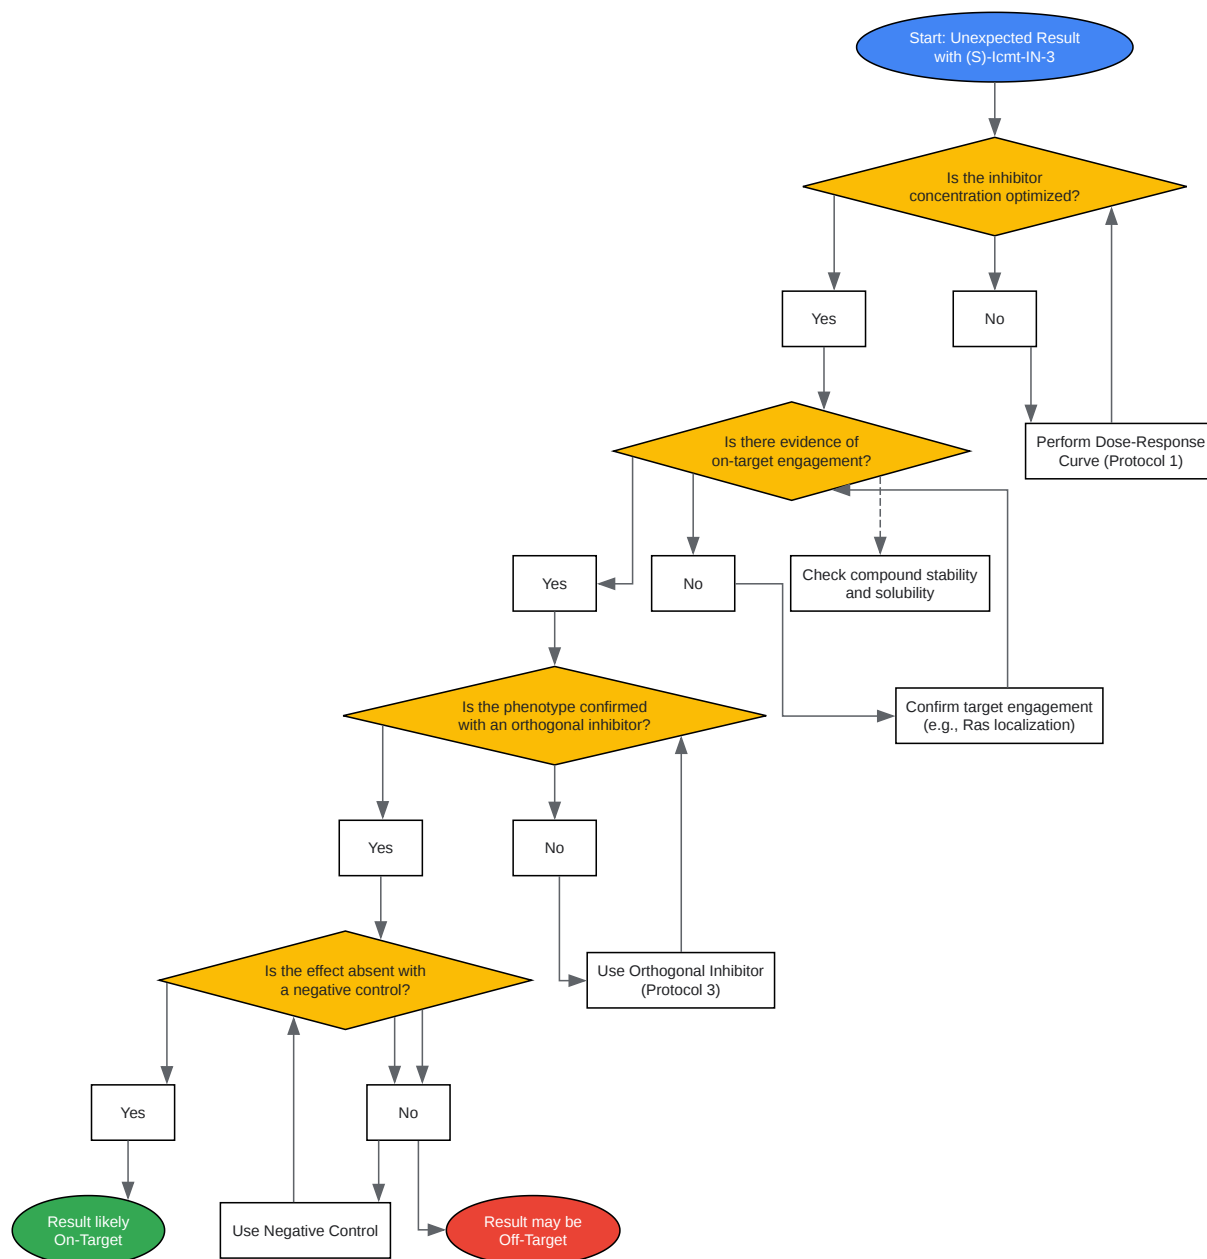 Start: Unexpected Result
with (S)-Icmt-IN-3
Is the inhibitor
concentration optimized?
Yes
No
Perform Dose-Response
Curve (Protocol 1)
Is there evidence of
on-target engagement?
Yes
No
Check compound stability
and solubility
Confirm target engagement
(e.g., Ras localization)
Is the phenotype confirmed
with an orthogonal inhibitor?
Yes
No
Use Orthogonal Inhibitor
(Protocol 3)
Is the effect absent with
a negative control?
Yes
No
Result likely
On-Target
Use Negative Control
Result may be
Off-Target